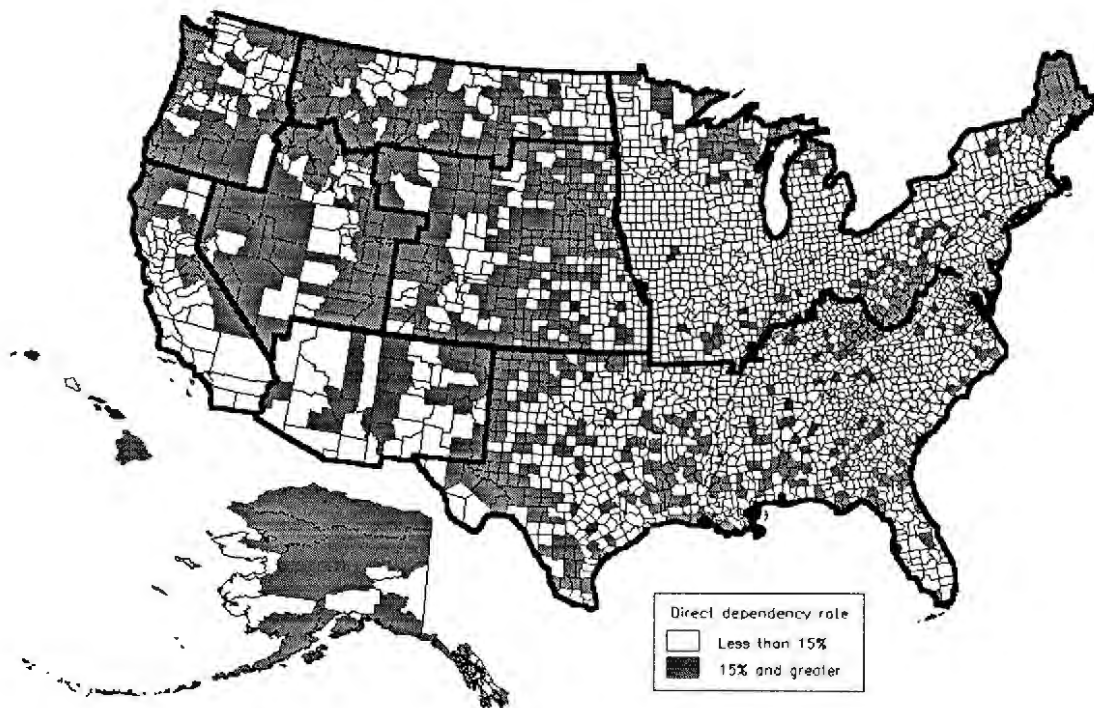 Direct dependency rate
Less than 15%
15% and greater